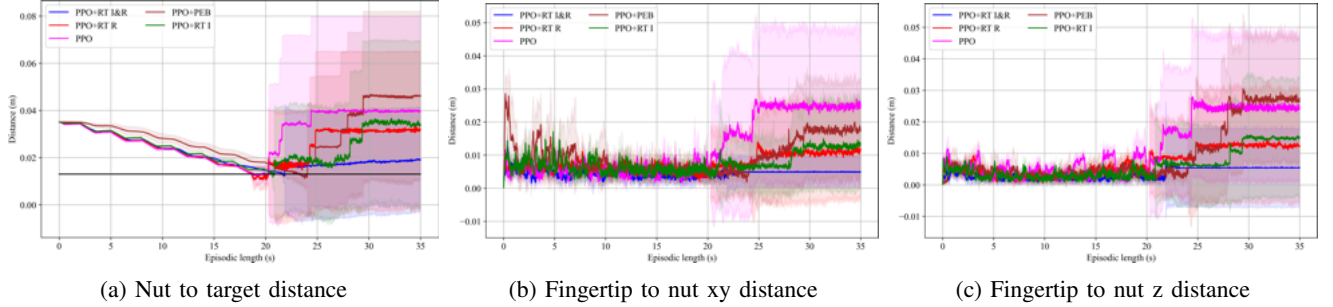 PPO+RT I&R
PPO+RT R
PPO
PPO+PEB
PPO+RT I
0.08
0.06
0.04
0.02
0.00
Distance (m)
0 5 10 15 20 25 30 35
Episodic length (s)
(a) Nut to target distance
PPO+RT I&R
PPO+RT R
PPO
PPO+PEB
PPO+RT I
0.05
0.04
0.03
0.02
0.01
0.00
−0.01
Distance (m)
0 5 10 15 20 25 30 35
Episodic length (s)
(b) Fingertip to nut xy distance
PPO+RT I&R
PPO+RT R
PPO
PPO+PEB
PPO+RT I
0.05
0.04
0.03
0.02
0.01
0.00
−0.01
Distance (m)
0 5 10 15 20 25 30 35
Episodic length (s)
(c) Fingertip to nut z distance